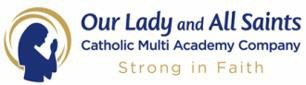 Our Lady and All Saints
Catholic Multi Academy Company
Strong in Faith